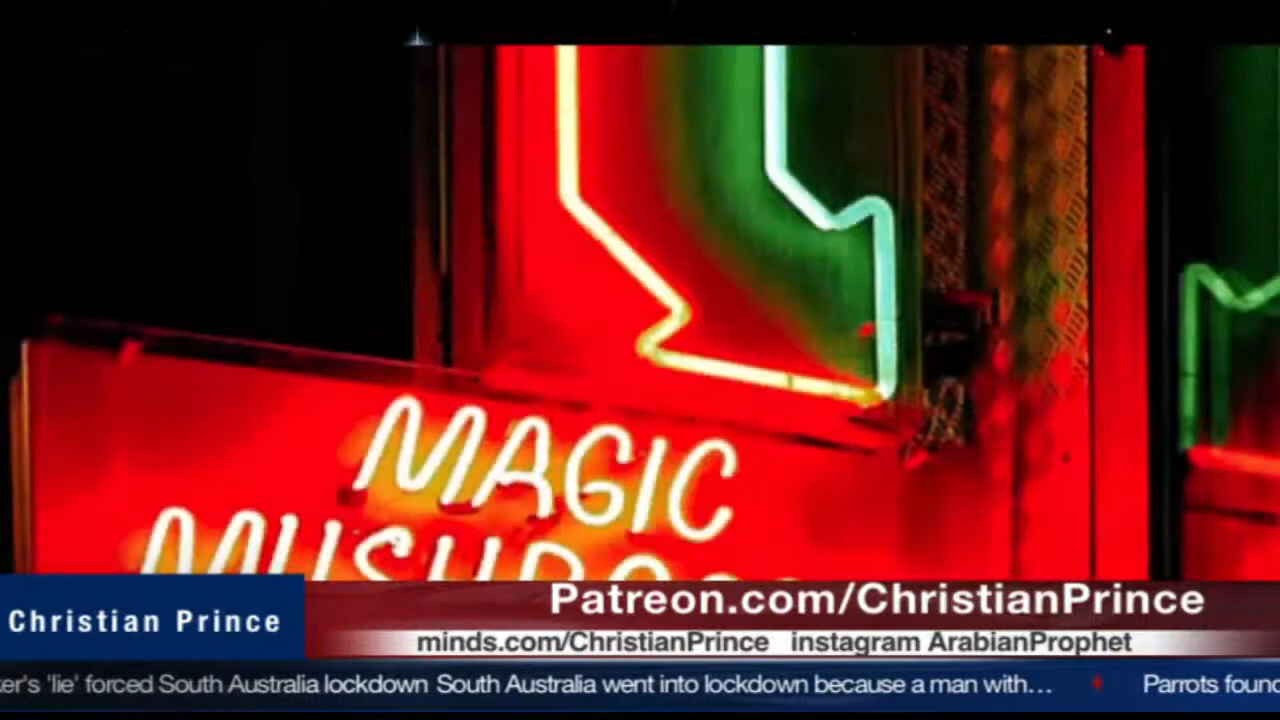 MAGIC
Patreon.com/ChristianPrince
Christian Prince
minds.com/ChristianPrince instagram ArabianProphet
'lie' forced South Australia lockdown South Australia went into lockdown because a man with... Parrots